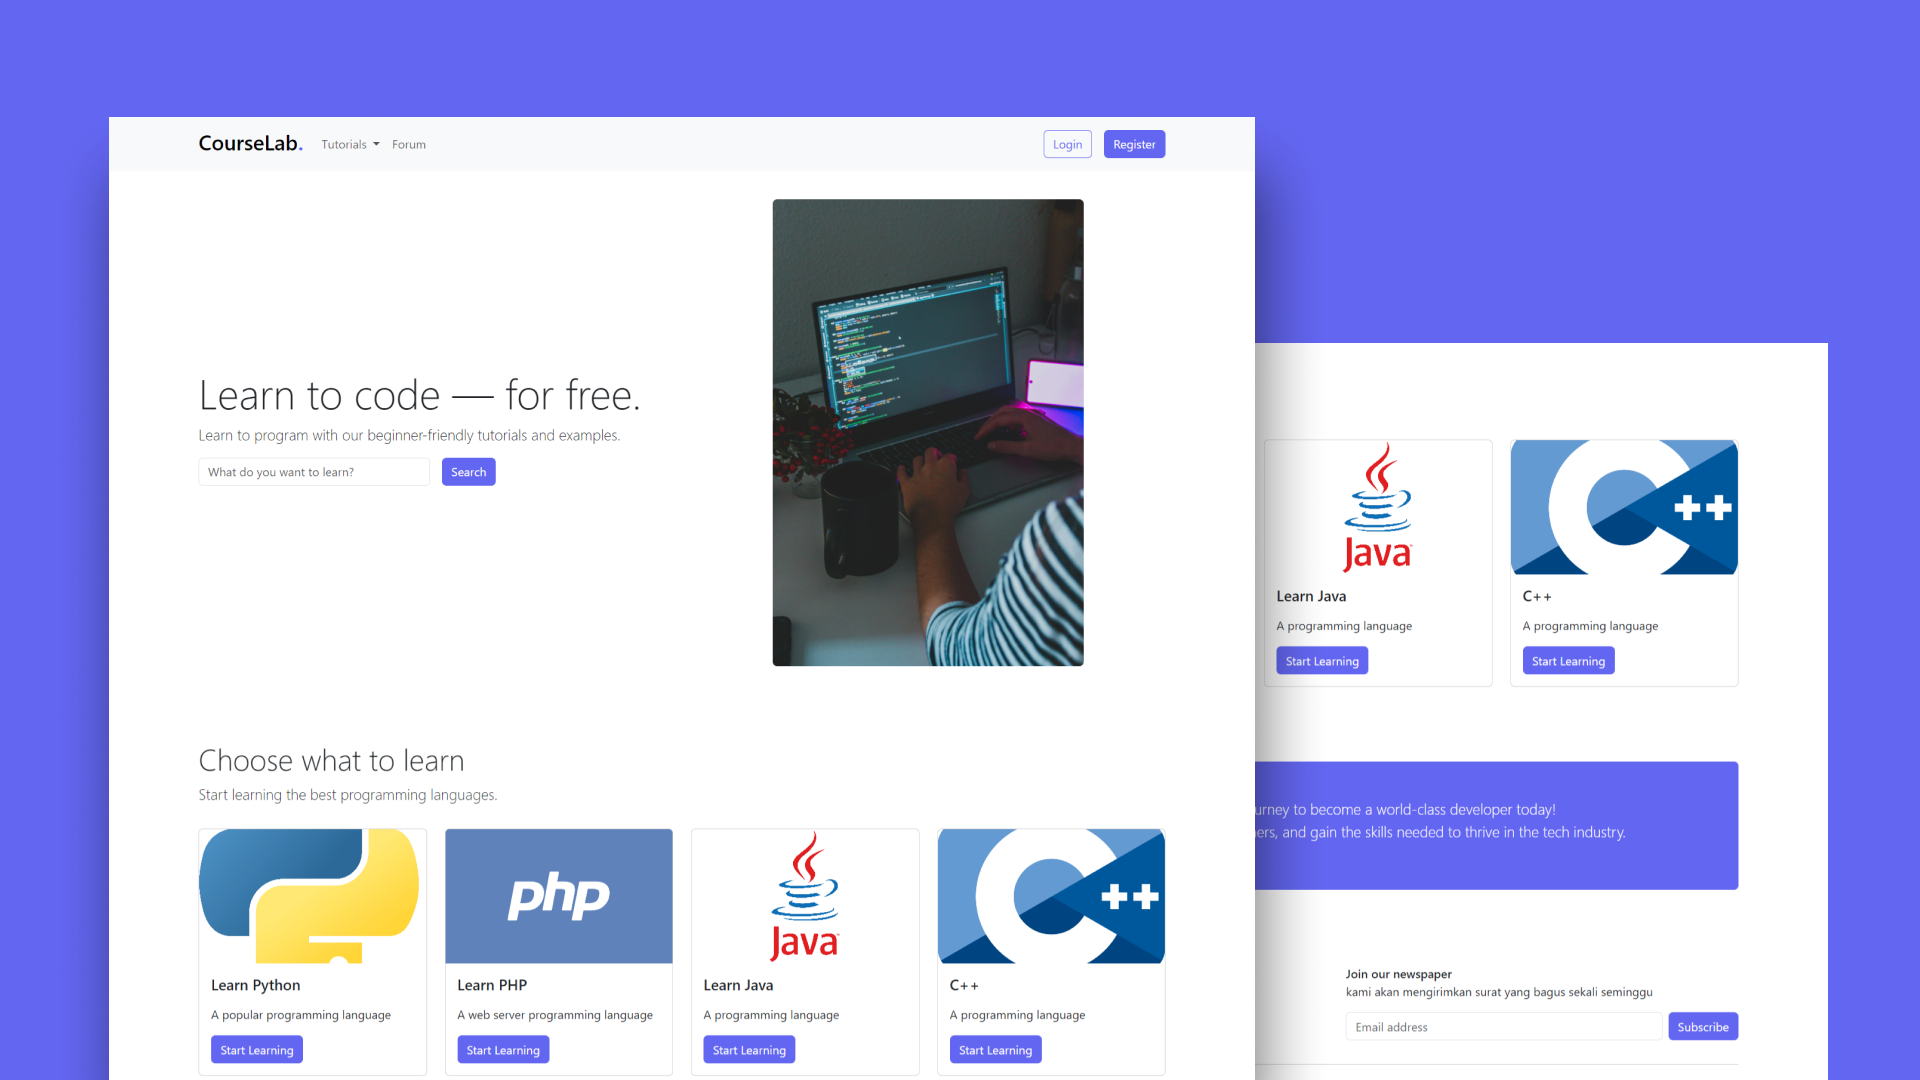 CourseLab.
Tutorials
Forum
Login
Register
Learn to code — for free.
Learn to program with our beginner-friendly tutorials and examples.
What do you want to learn?
Search
Choose what to learn
Start learning the best programming languages.
php
Java
++
Learn Python
Learn PHP
Learn Java
C++
A popular programming language
A web server programming language
A programming language
A programming language
Start Learning
Start Learning
Start Learning
Start Learning
Java
++
Learn Java
C++
A programming language
A programming language
Start Learning
Start Learning
to become a world-class developer today!
and gain the skills needed to thrive in the tech industry.
Join our newspaper
kami akan mengirimkan surat yang bagus sekali seminggu
Email address
Subscribe